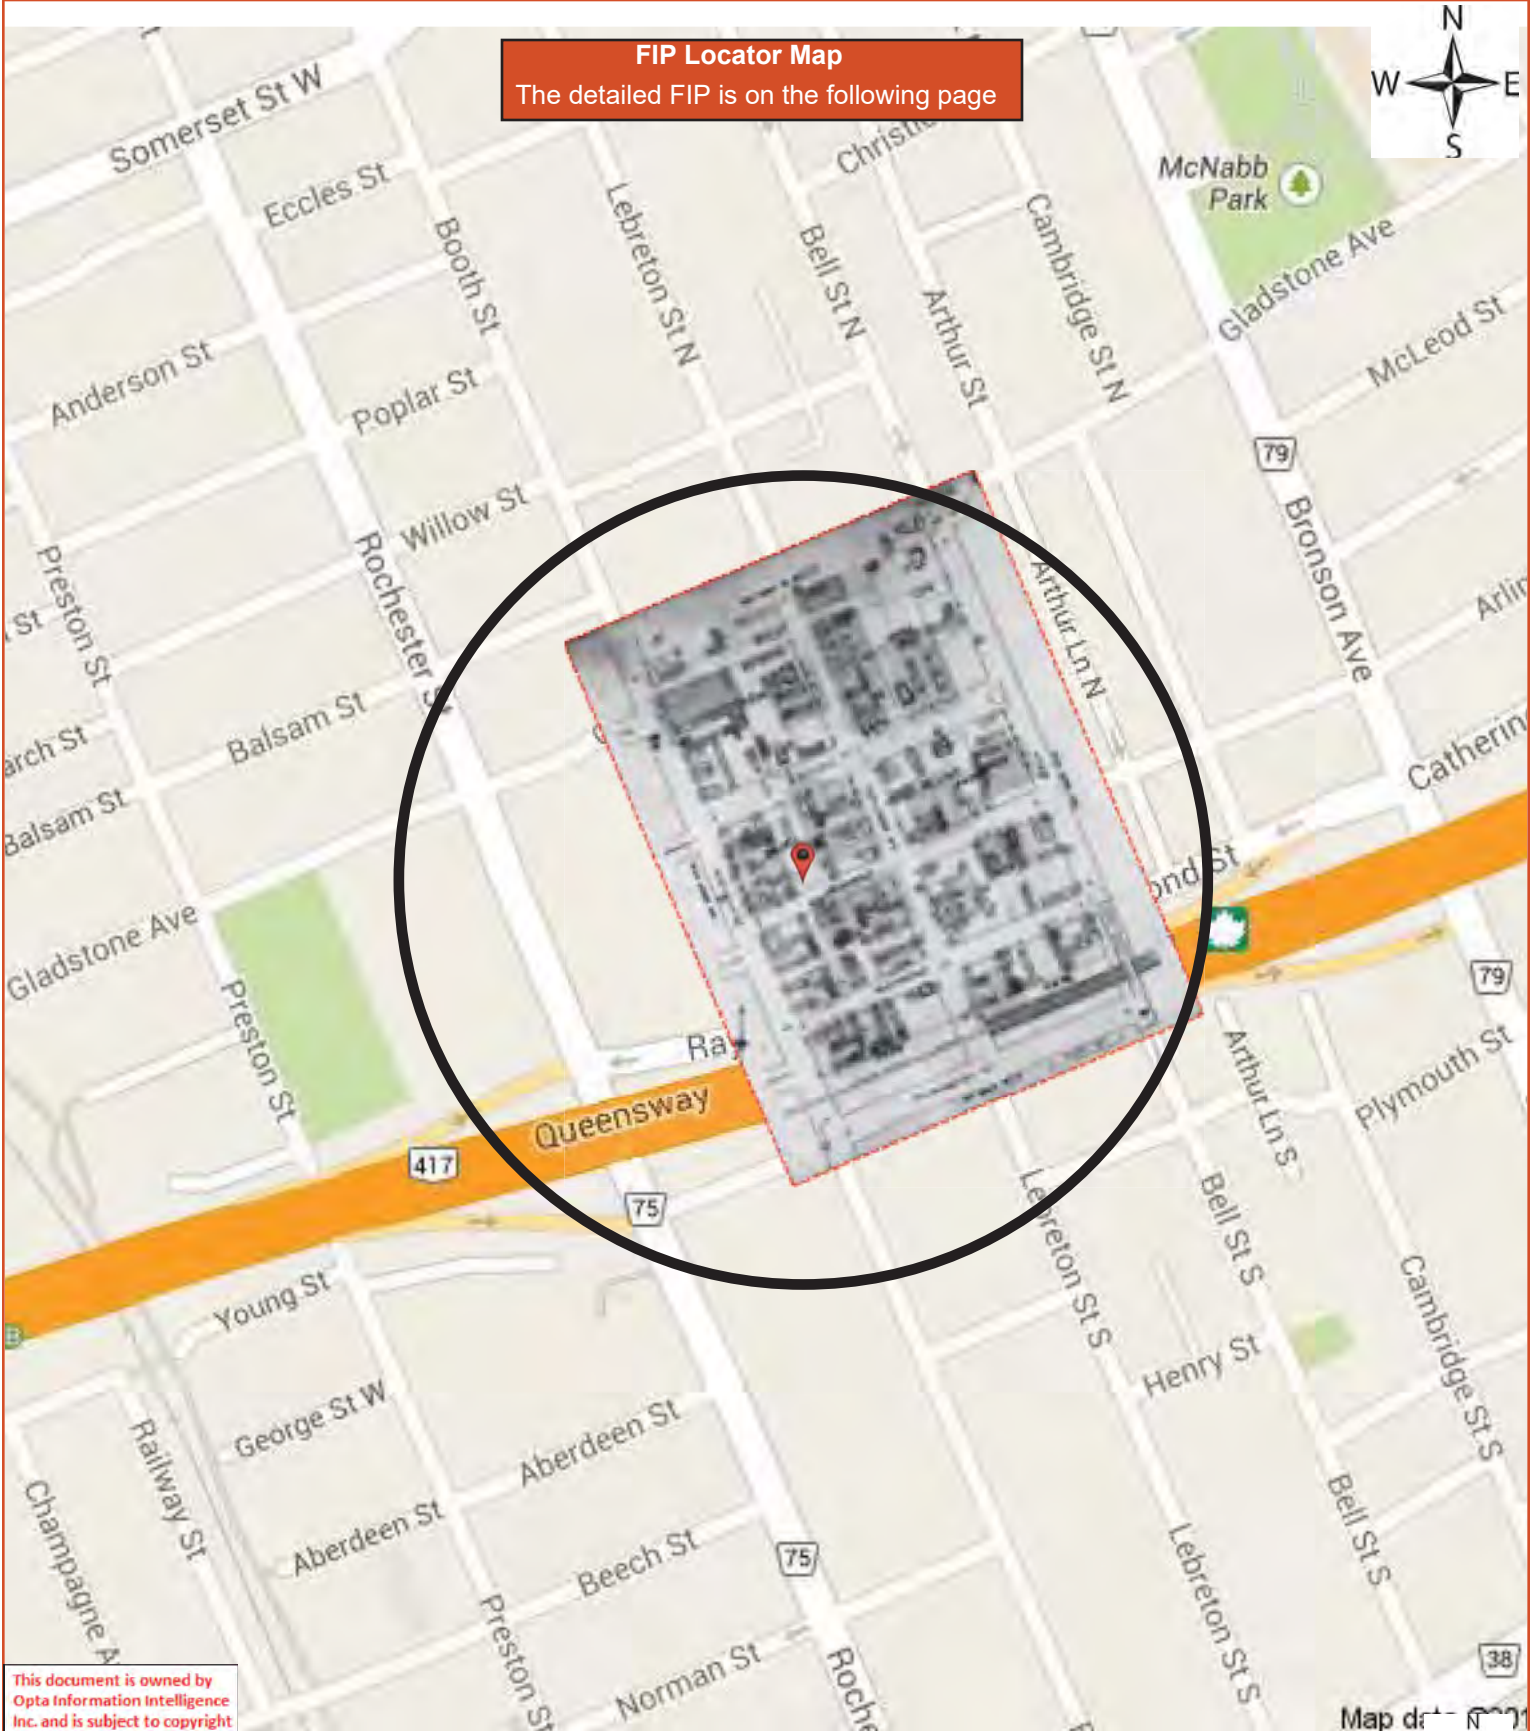 FIP Locator Map
The detailed FIP is on the following page
N
W
E
S
Somerset St W
Eccles St
McNabb
Park
Lebreton St N
Booth St
Bell St N
Cambridge St N
Arthur St
Gladstone Ave
McLeod St
Anderson St
Poplar St
79
Willow St
Bronson Ave
Preston St
Rochester St
Arthur Ln N
St
Balsam St
Balsam St
Gladstone Ave
Preston St
79
Queensway
417
75
Arthur Ln S
Plymouth St
Lebreton St S
Bell St S
Young St
Cambridge St S
Henry St
George St W
Aberdeen St
Railway St
Aberdeen St
Bell St S
Champagne A
Beech St
75
Lebreton St S
Preston St
Norman St
Roche
38
This document is owned by
Opta Information Intelligence
Inc. and is subject to copyright
Map data
N